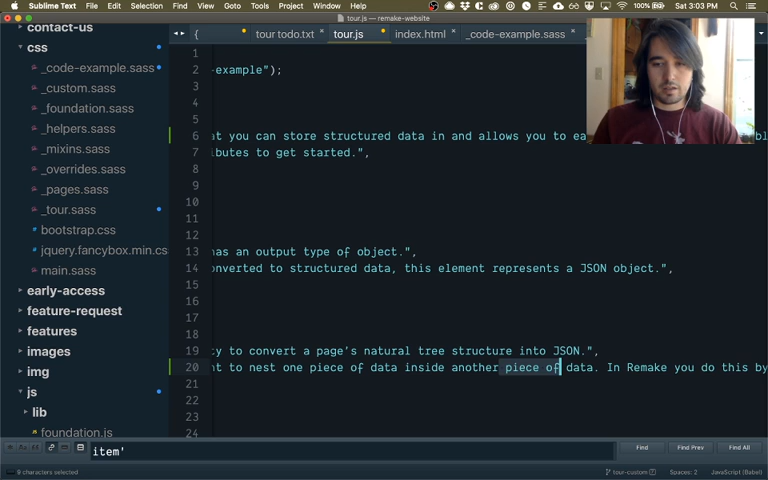 Sublime Text File Edit Selection Find View Goto Tools Project Window Help 100% Sat 3:03 PM
tour.js — remake-website
contact-us
css
_code-example.sass
_custom.sass
_foundation.sass
_helpers.sass
_mixins.sass
_overrides.sass
_pages.sass
_tour.sass
bootstrap.css
jquery.fancybox.min.cs
main.sass
early-access
feature-request
features
images
img
js
lib
foundation.js
{ tour todo.txt tour.js index.html _code-example.sass
1
2 -example");
3
4
5
6 at you can store structured data in and allows you to ea
7 ibutes to get started.",
8
9
10
11
12
13 has an output type of object.",
14 onverted to structured data, this element represents a JSON object.",
15
16
17
18
19 ty to convert a page's natural tree structure into JSON.",
20 nt to nest one piece of data inside another piece of data. In Remake you do this by
21
22
23
24
item' Find Find Prev Find All
9 characters selected tour-custom Spaces: 2 JavaScript (Babel)